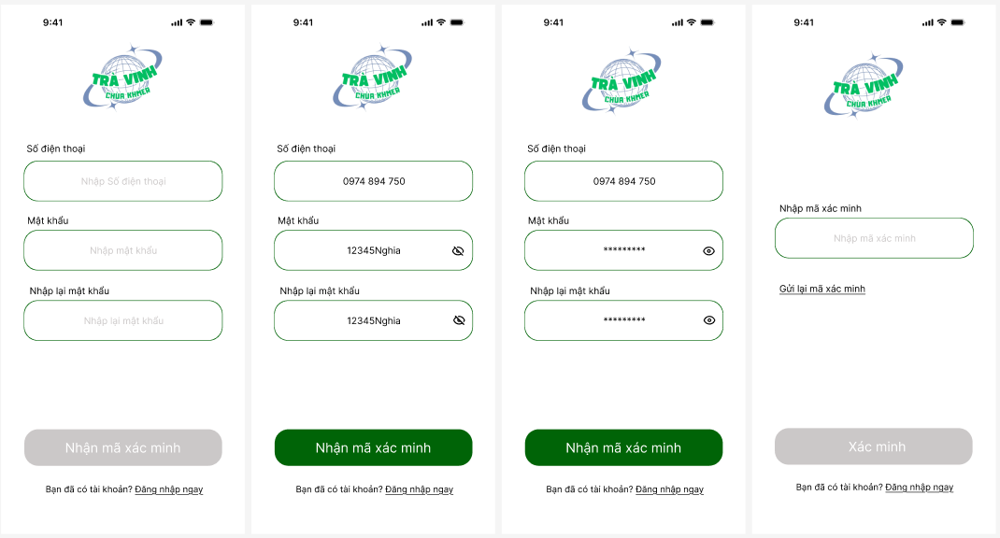 9:41
TRÀ VINH
CHÙA KHMER
Số điện thoại
Nhập Số điện thoại
Mật khẩu
Nhập mật khẩu
Nhập lại mật khẩu
Nhập lại mật khẩu
Nhận mã xác minh
Bạn đã có tài khoản? Đăng nhập ngay
9:41
TRÀ VINH
CHÙA KHMER
Số điện thoại
0974 894 750
Mật khẩu
12345Nghia
Nhập lại mật khẩu
12345Nghia
Nhận mã xác minh
Bạn đã có tài khoản? Đăng nhập ngay
9:41
TRÀ VINH
CHÙA KHMER
Số điện thoại
0974 894 750
Mật khẩu
*********
Nhập lại mật khẩu
*********
Nhận mã xác minh
Bạn đã có tài khoản? Đăng nhập ngay
9:41
TRÀ VINH
CHÙA KHMER
Nhập mã xác minh
Nhập mã xác minh
Gửi lại mã xác minh
Xác minh
Bạn đã có tài khoản? Đăng nhập ngay